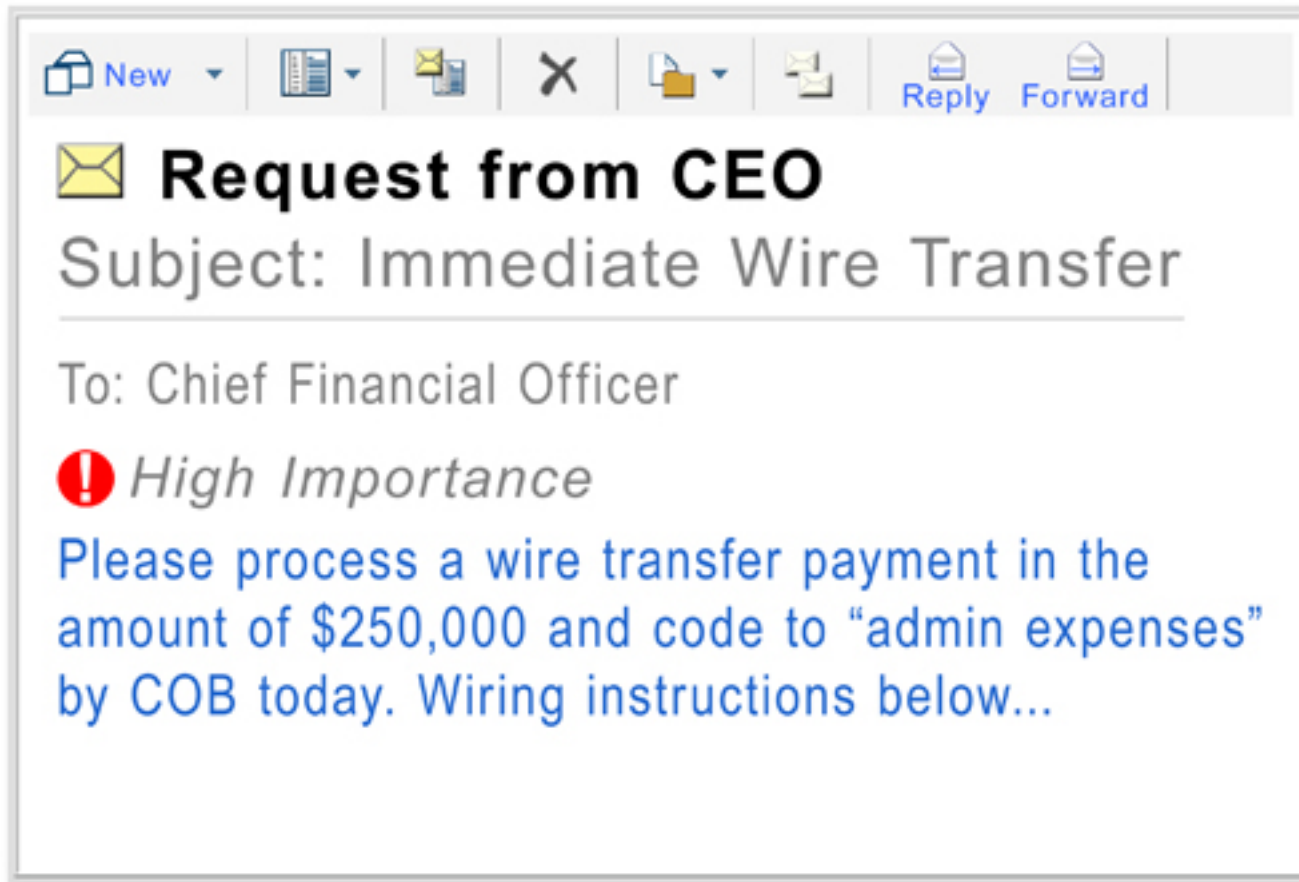 New
Reply Forward
Request from CEO
Subject: Immediate Wire Transfer
To: Chief Financial Officer
High Importance
Please process a wire transfer payment in the
amount of $250,000 and code to “admin expenses”
by COB today. Wiring instructions below...